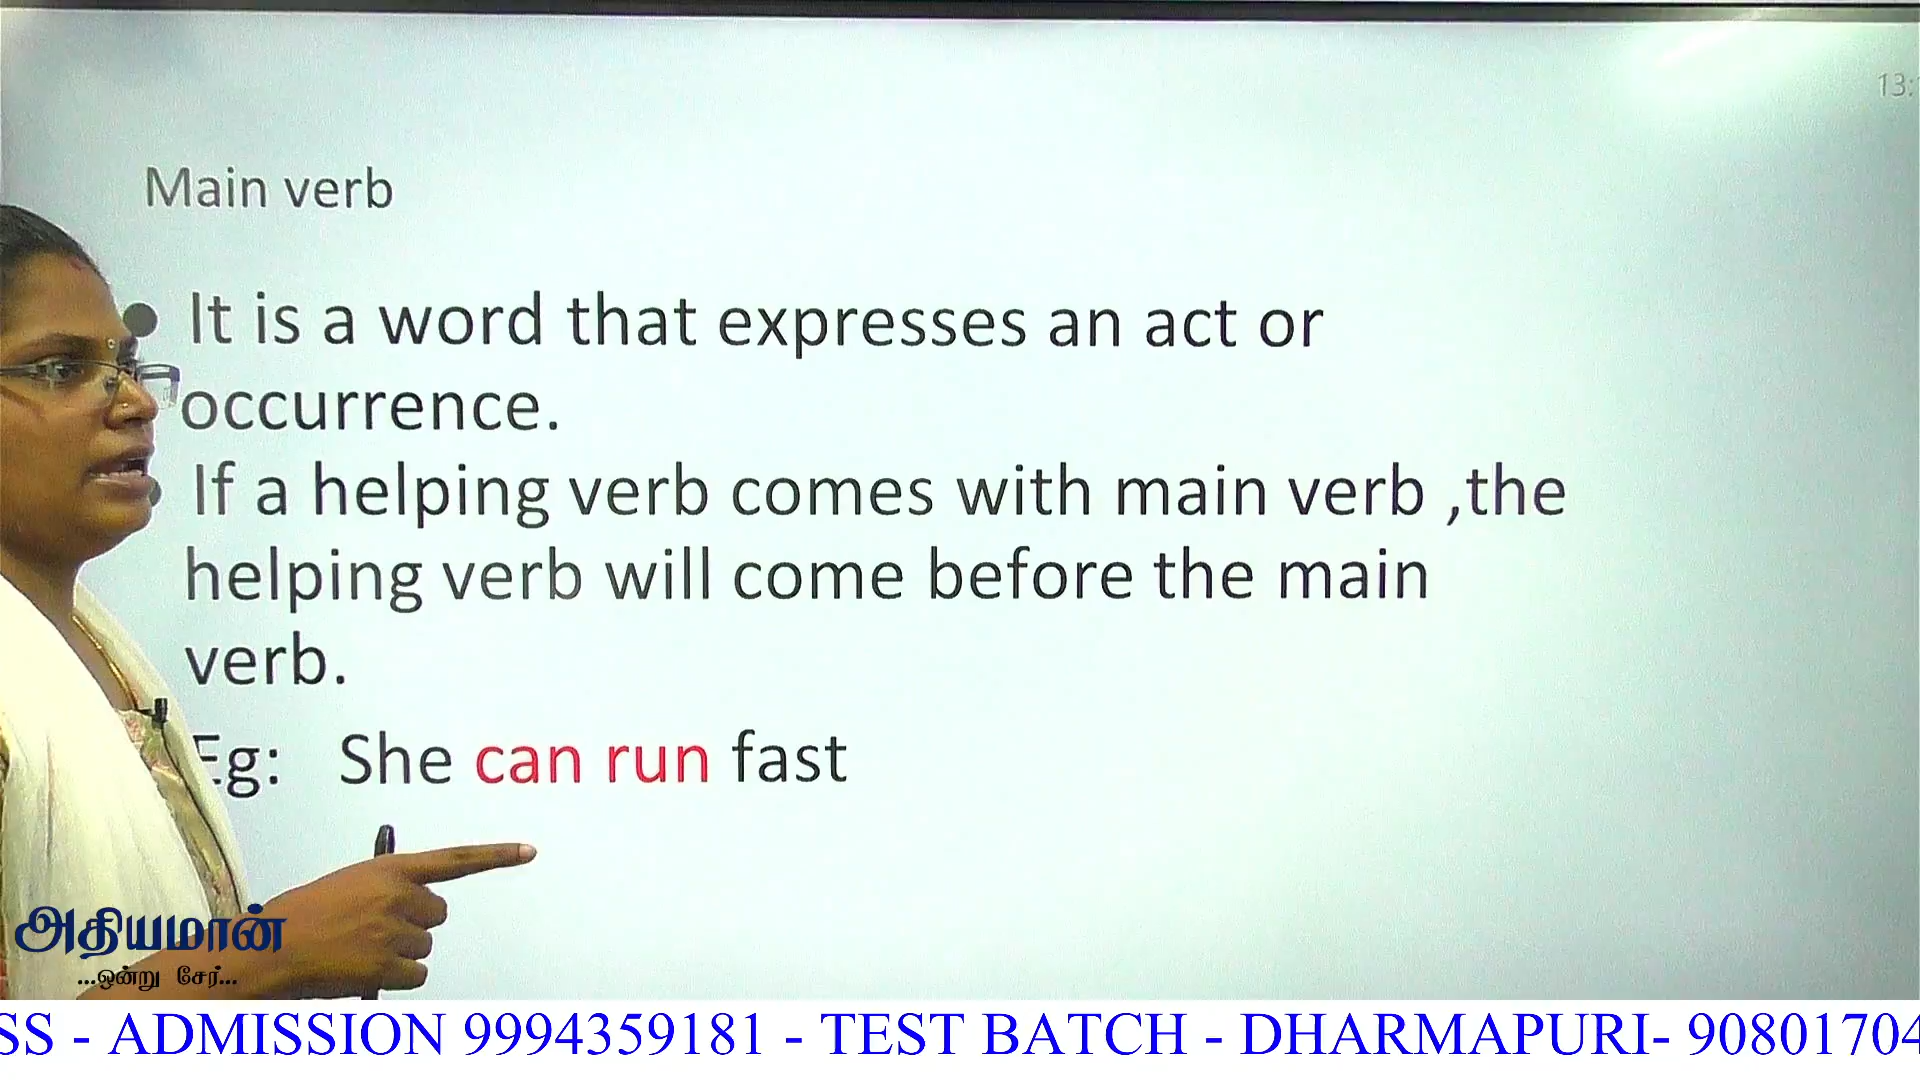 13:
Main verb
• It is a word that expresses an act or
occurrence.
• If a helping verb comes with main verb ,the
helping verb will come before the main
verb.
Eg: She can run fast
அதியமான்
...ஒன்று சேர்...
SS - ADMISSION 9994359181 - TEST BATCH - DHARMAPURI- 90801704